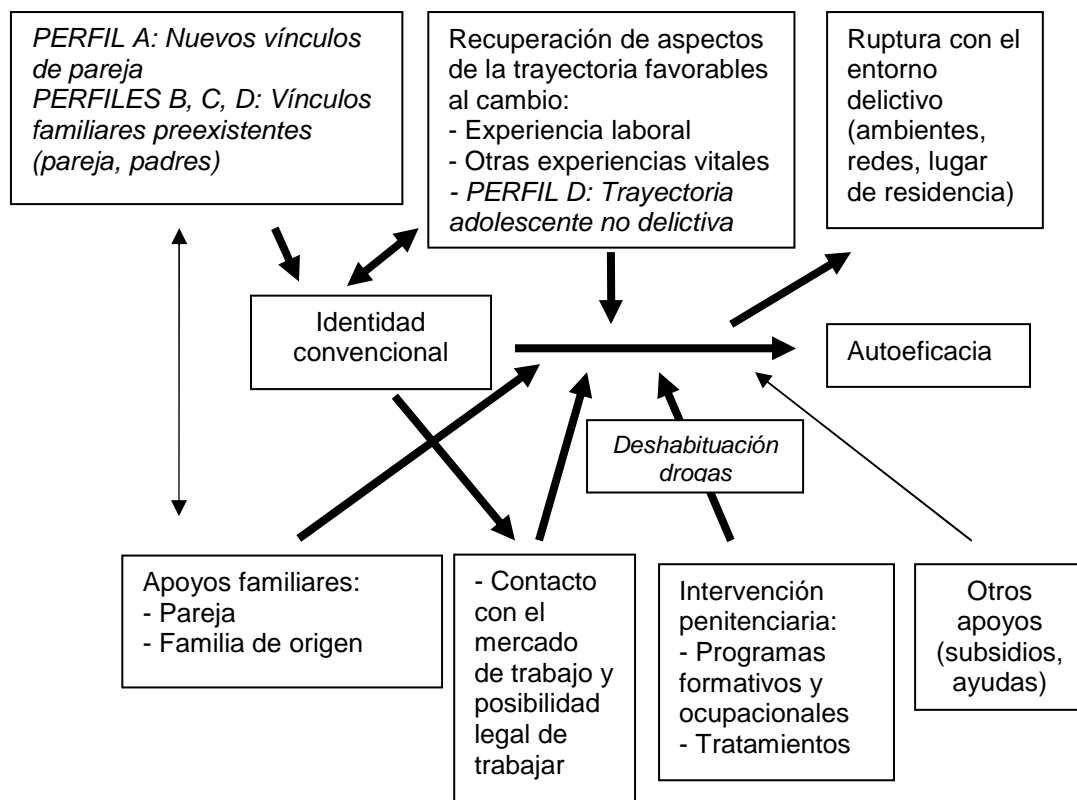 PERFIL A: Nuevos vínculos
de pareja
PERFILES B, C, D: Vínculos
familiares preexistentes
(pareja, padres)
Recuperación de aspectos
de la trayectoria favorables
al cambio:
- Experiencia laboral
- Otras experiencias vitales
- PERFIL D: Trayectoria
adolescente no delictiva
Ruptura con el
entorno
delictivo
(ambientes,
redes, lugar
de residencia)
Identidad
convencional
Autoeficacia
Deshabituación
drogas
Apoyos familiares:
- Pareja
- Familia de origen
- Contacto
con el
mercado
de trabajo y
posibilidad
legal de
trabajar
Intervención
penitenciaria:
- Programas
formativos y
ocupacionales
- Tratamientos
Otros
apoyos
(subsidios,
ayudas)